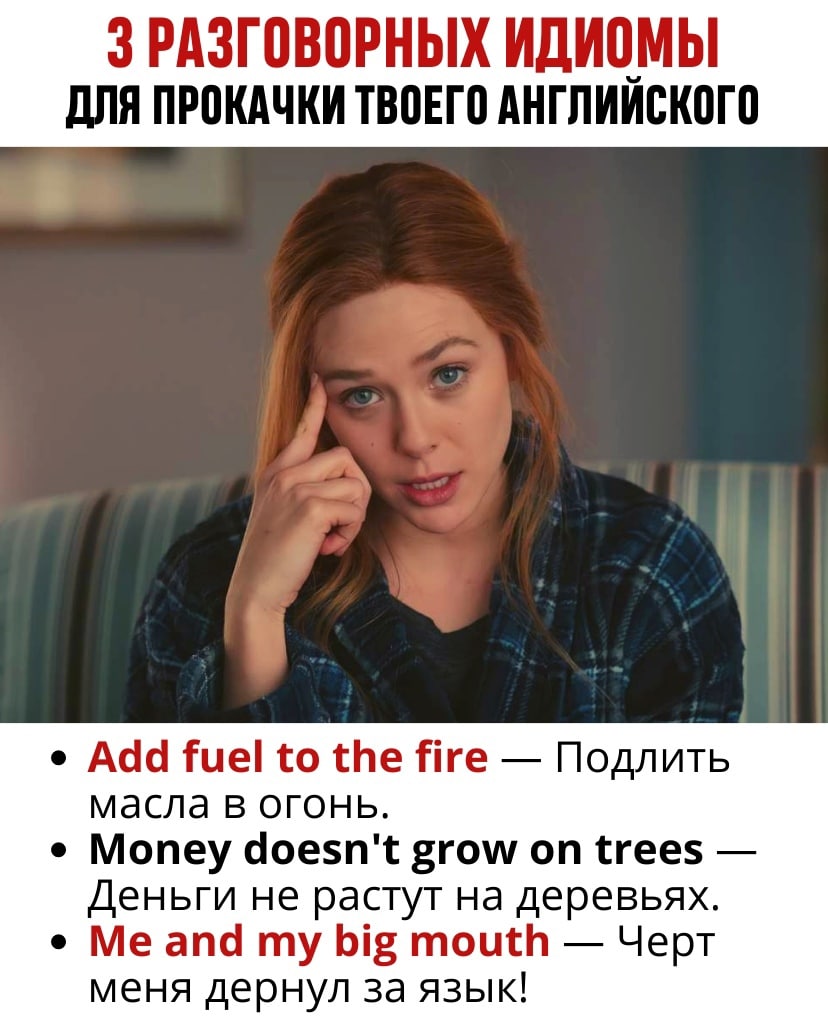 3 РАЗГОВОРНЫХ ИДИОМЫ
ДЛЯ ПРОКАЧКИ ТВОЕГО АНГЛИЙСКОГО
• Add fuel to the fire — Подлить
масла в огонь.
• Money doesn't grow on trees —
Деньги не растут на деревьях.
• Me and my big mouth — Черт
меня дернул за язык!